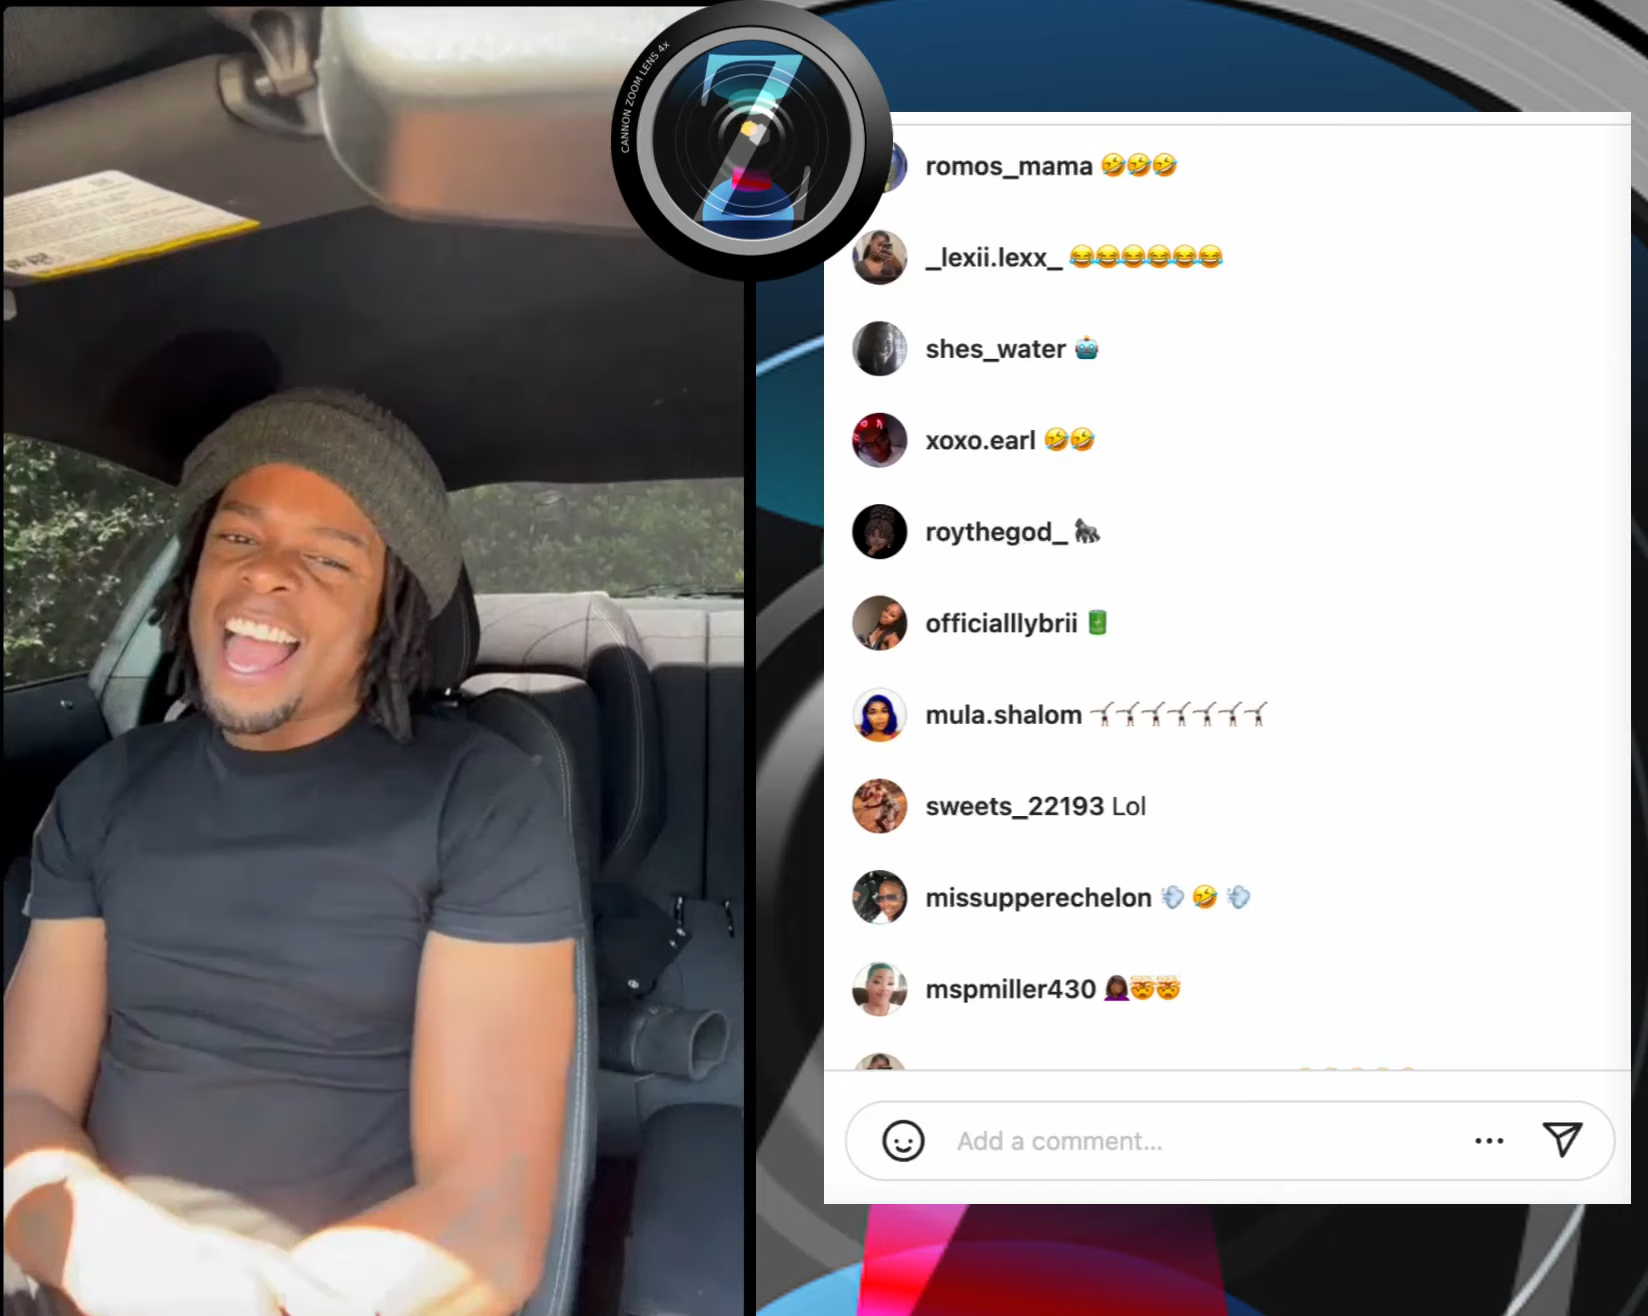 CANNON ZOOM LENS 4x
romos_mama 🤣🤣🤣
_lexii.lexx_ 😂😂😂😂😂😂
shes_water 🤖
xoxo.earl 🤣🤣
roythegod_ 🦍
officialllybrii 🔋
mula.shalom
sweets_22193 Lol
missupperechelon 💨 🤣 💨
mspmiller430 🤦🏾‍♀️🤯🤯
Add a comment...